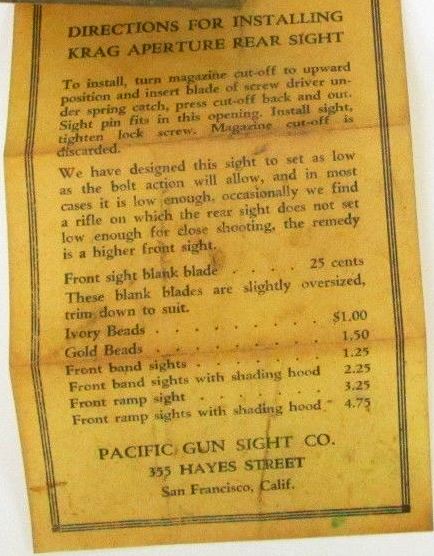 DIRECTIONS FOR INSTALLING
KRAG APERTURE REAR SIGHT
To install, turn magazine cut-off to upward
position and insert blade of screw driver un-
der spring catch, press cut-off back and out.
Sight pin fits in this opening. Install sight,
tighten lock screw. Magazine cut-off is
discarded.
We have designed this sight to set as low
as the bolt action will allow, and in most
cases it is low enough, occasionally we find
a rifle on which the rear sight does not set
low enough for close shooting, the remedy
is a higher front sight.
Front sight blank blade . . . . . 25 cents
These blank blades are slightly oversized,
trim down to suit.
Ivory Beads . . . . . . . . $1.00
Gold Beads . . . . . . . . 1.50
Front band sights . . . . . . . 1.25
Front band sights with shading hood 2.25
Front ramp sight . . . . . . . 3.25
Front ramp sights with shading hood 4.75
PACIFIC GUN SIGHT CO.
355 HAYES STREET
San Francisco, Calif.